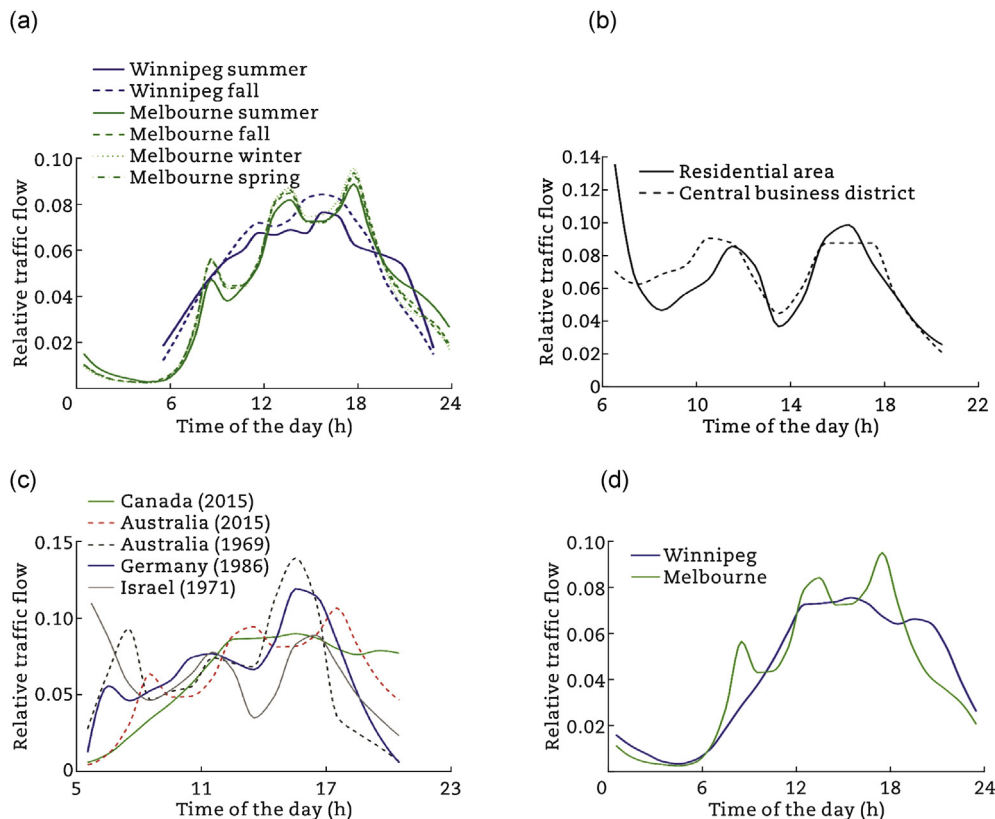 (a)
Winnipeg summer
Winnipeg fall
Melbourne summer
Melbourne fall
Melbourne winter
Melbourne spring
0.10
0.08
0.06
0.04
0.02
0 6 12 18 24
Relative traffic flow
Time of the day (h)
(b)
Residential area
Central business district
0.14
0.12
0.10
0.08
0.06
0.04
0.02
0
6 10 14 18 22
Relative traffic flow
Time of the day (h)
(c)
Canada (2015)
Australia (2015)
Australia (1969)
Germany (1986)
Israel (1971)
0.15
0.10
0.05
0
5 11 17 23
Relative traffic flow
Time of the day (h)
(d)
Winnipeg
Melbourne
0.10
0.08
0.06
0.04
0.02
0 6 12 18 24
Relative traffic flow
Time of the day (h)